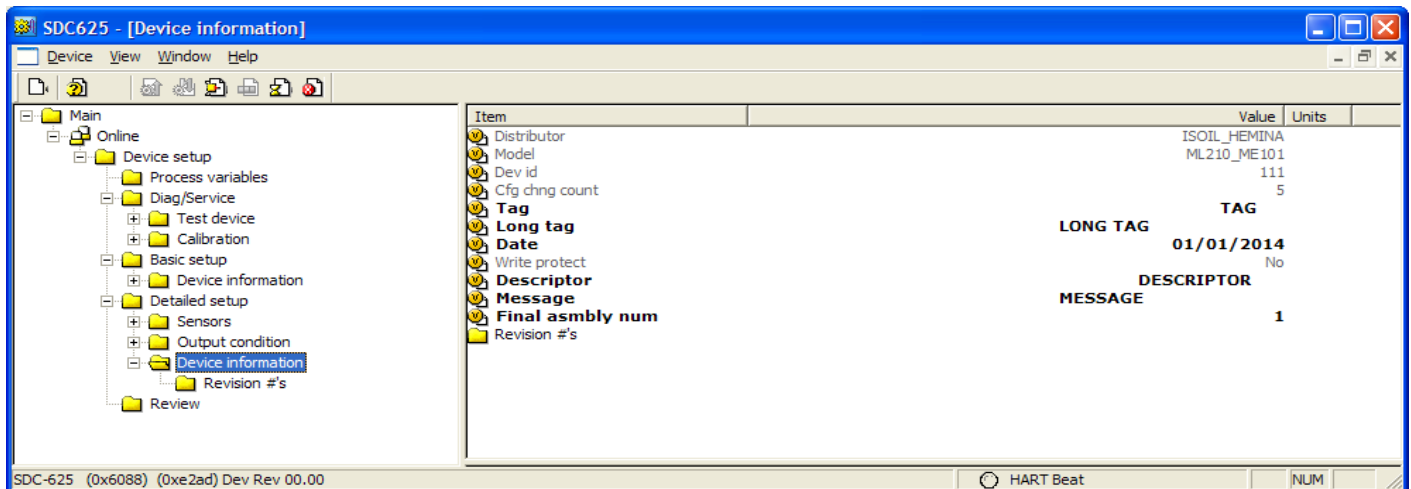 SDC625 - [Device information]
Device View Window Help
Main
Online
Device setup
Process variables
Diag/Service
Test device
Calibration
Basic setup
Device information
Detailed setup
Sensors
Output condition
Device information
Revision #'s
Review
Item Value Units
Distributor ISOIL_HEMINA
Model ML210_ME101
Dev id 111
Cfg chng count 5
Tag TAG
Long tag LONG TAG
Date 01/01/2014
Write protect No
Descriptor DESCRIPTOR
Message MESSAGE
Final asmbly num 1
Revision #'s
SDC-625 (0x6088) (0xe2ad) Dev Rev 00.00 HART Beat NUM